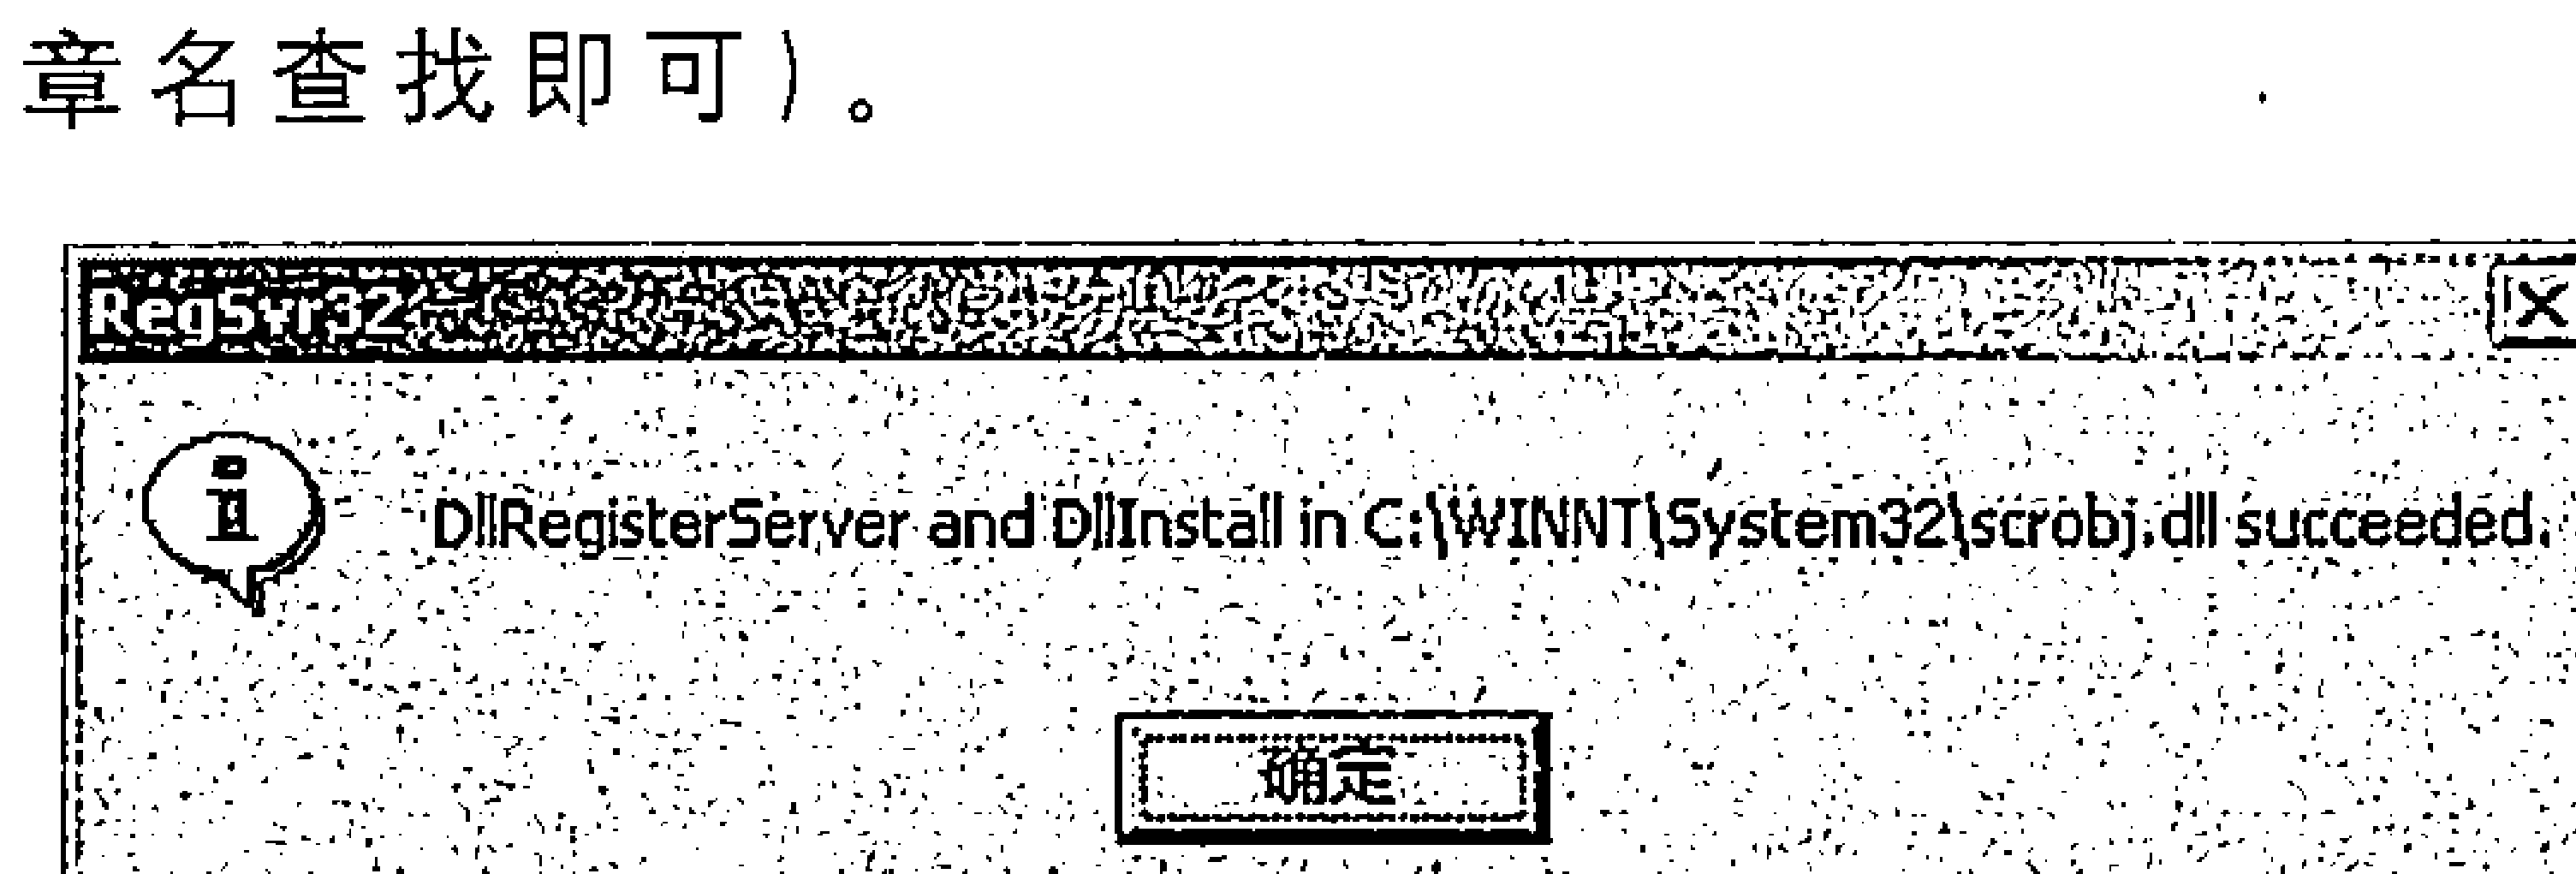 章名查找即可)。
RegSvr32
DllRegisterServer and DllInstall in C:\WINNT\System32\scrobj.dll succeeded.
确定